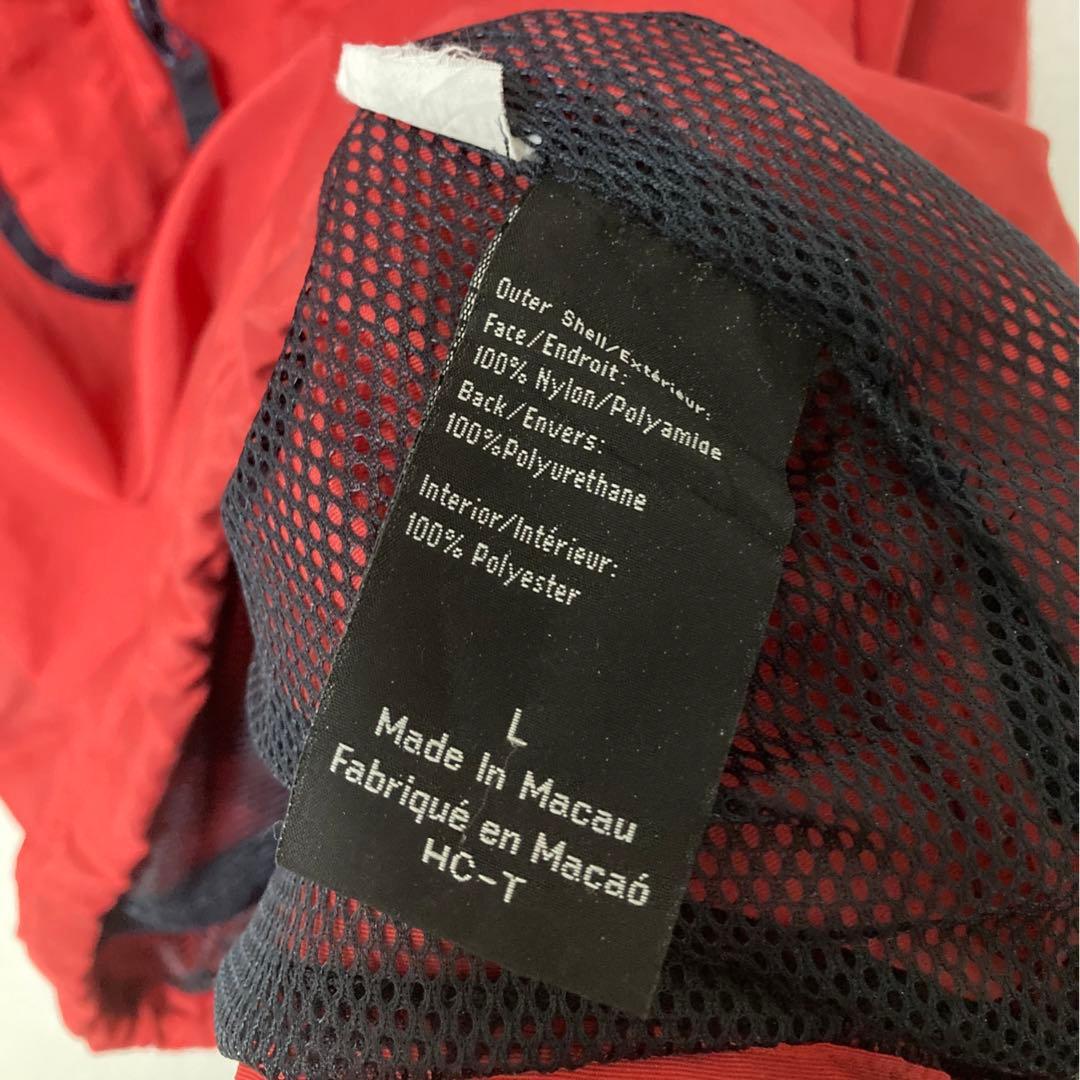 Outer Shell/Extérieur:
Face/Endroit:
100% Nylon/Polyamide
Back/Envers:
100%Polyurethane
Interior/Intérieur:
100% Polyester
L
Made In Macau
Fabriqué en Macaó
HC-T